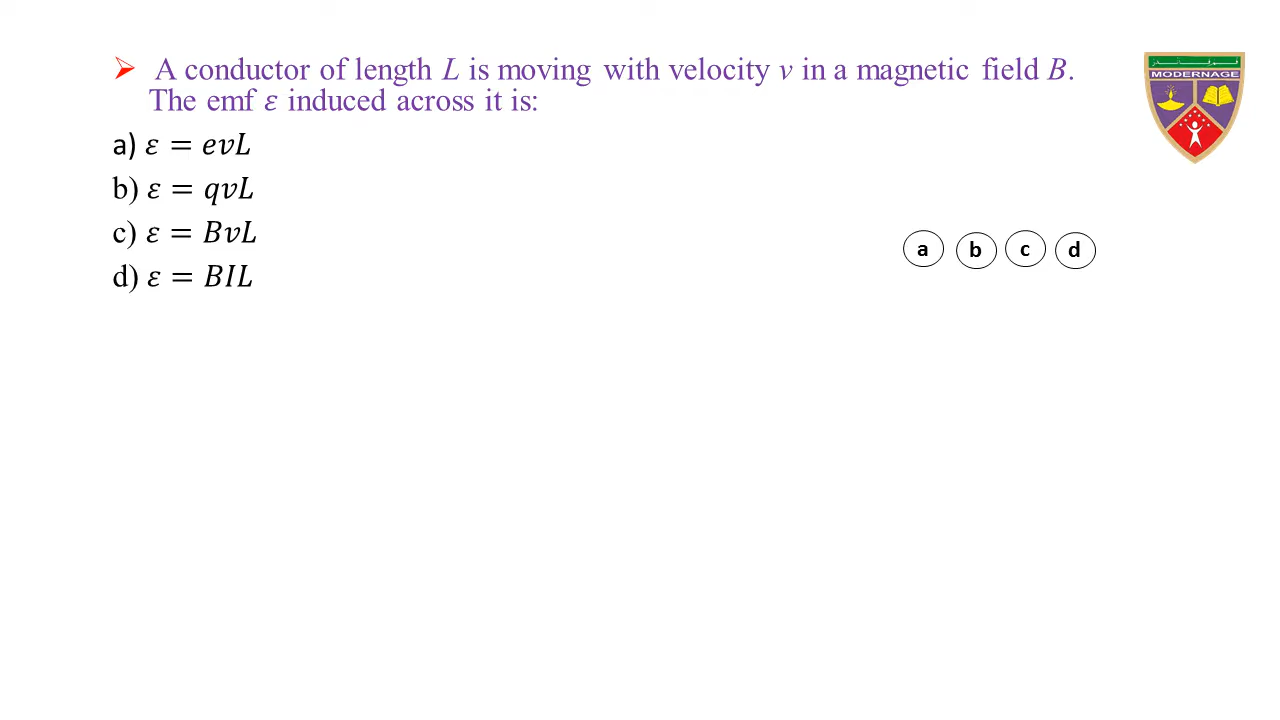 ➢ A conductor of length L is moving with velocity v in a magnetic field B.
The emf ε induced across it is:
a) ε = evL
b) ε = qvL
c) ε = BvL
d) ε = BIL
a b c d
MODERNAGE